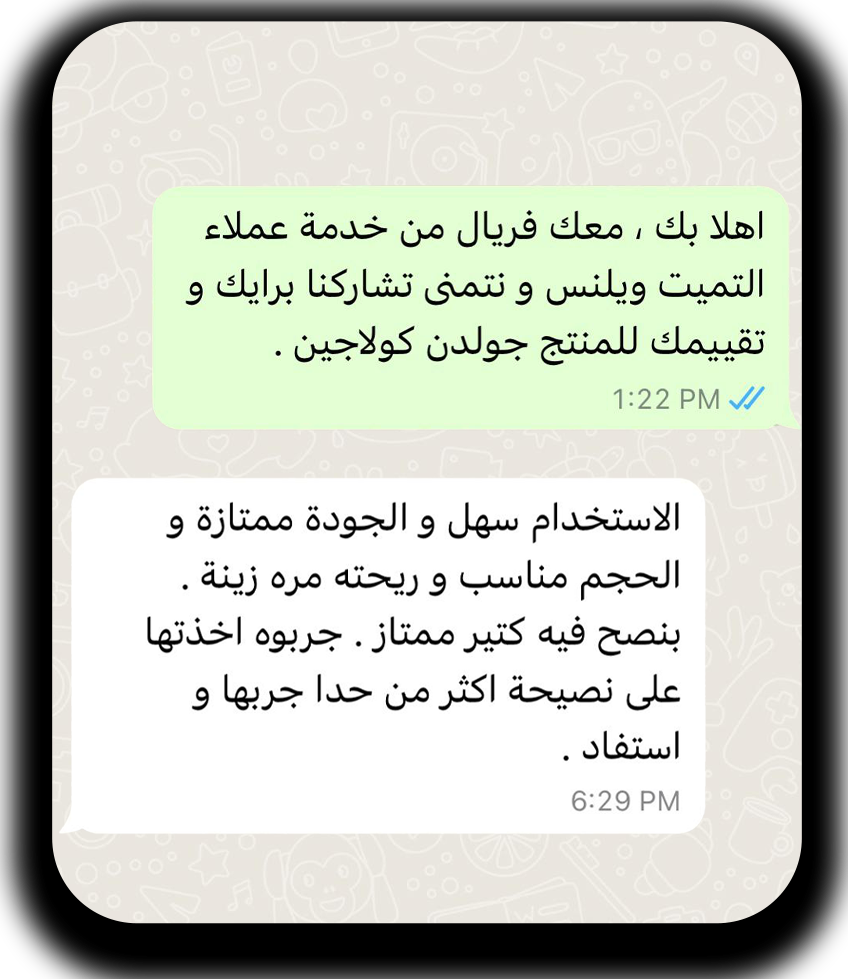 اهلا بك ، معك فريال من خدمة عملاء
التميت ويلنس و نتمنى تشاركنا برايك و
تقييمك للمنتج جولدن كولاجين .
1:22 PM
الاستخدام سهل و الجودة ممتازة و
الحجم مناسب و ريحته مره زينة .
بنصح فيه كتير ممتاز . جربوه اخذتها
على نصيحة اكثر من حدا جربها و
استفاد .
6:29 PM